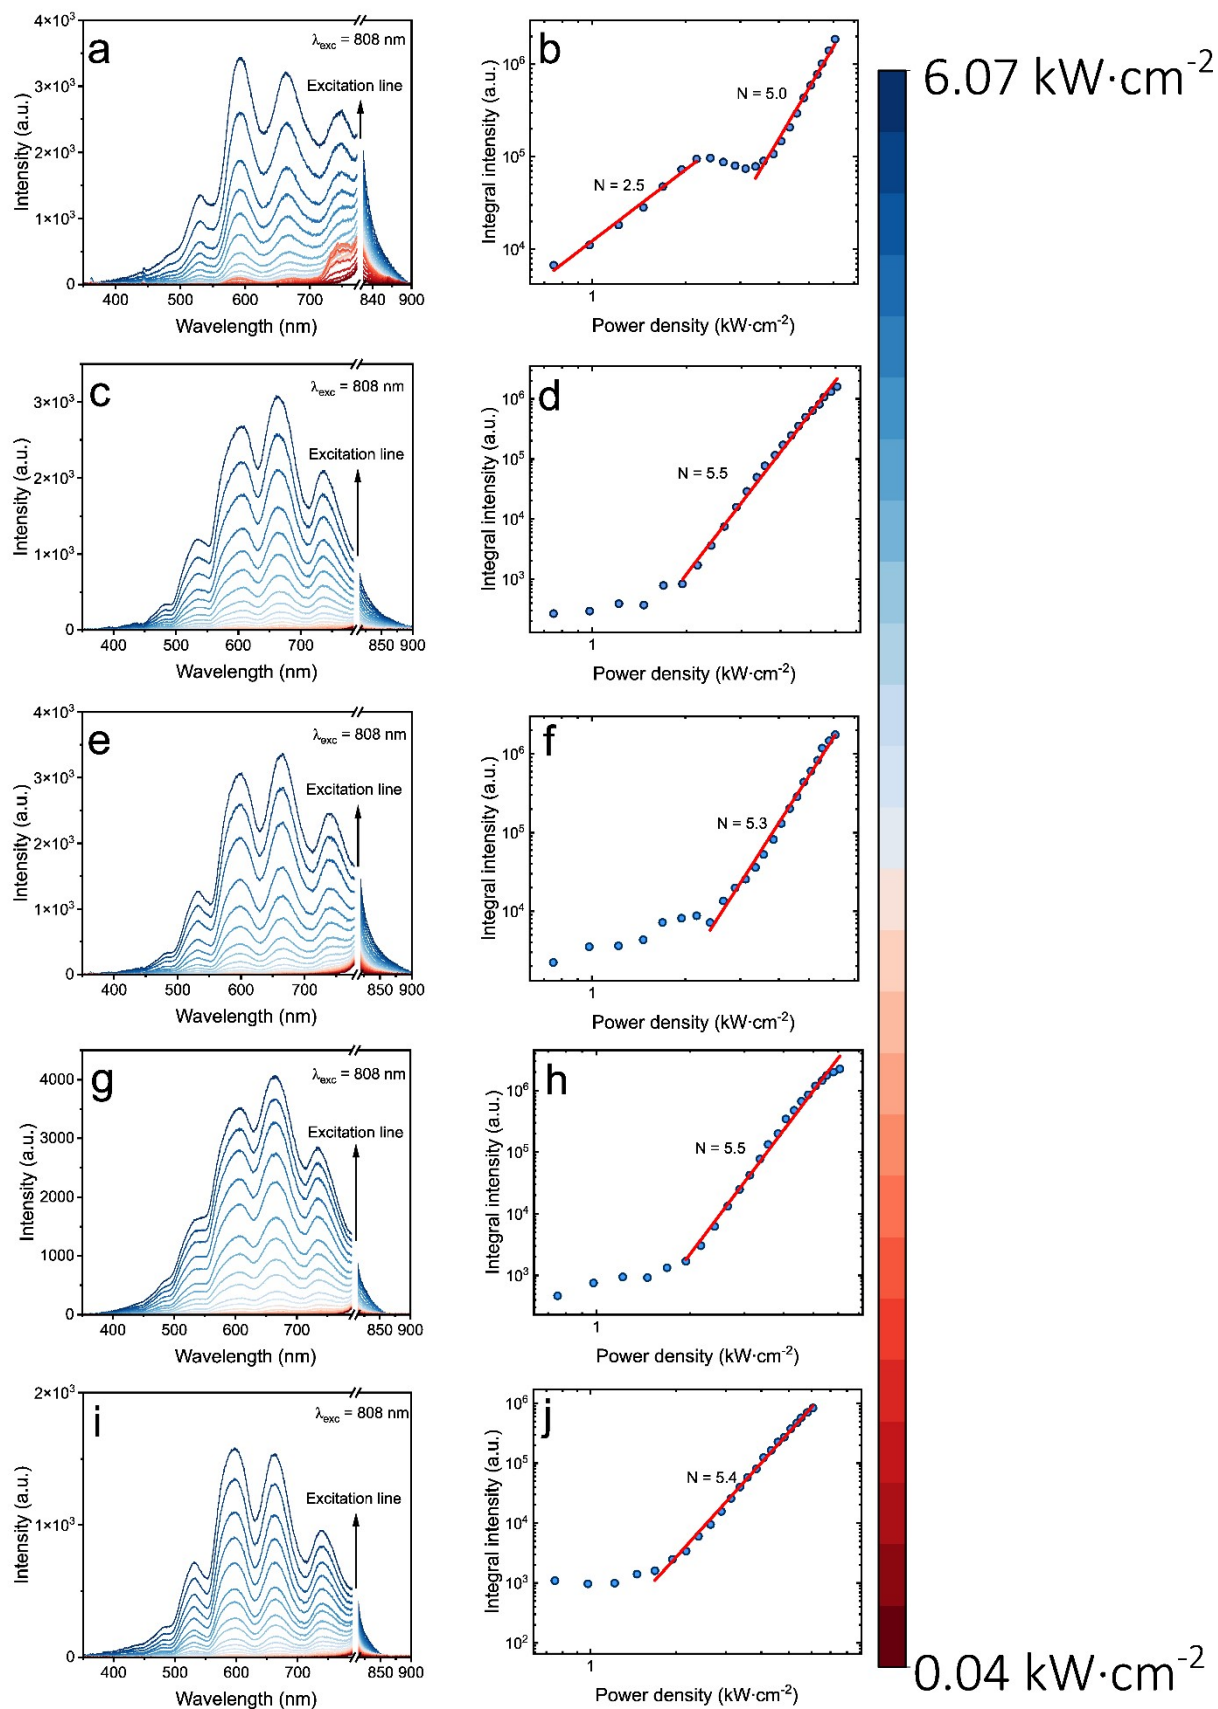 a
λexc = 808 nm
Excitation line
4×10³
3×10³
2×10³
1×10³
0
Intensity (a.u.)
400 500 600 700 840 900
Wavelength (nm)
b
N = 5.0
N = 2.5
10⁶
10⁵
10⁴
Integral intensity (a.u.)
1
Power density (kW·cm⁻²)
6.07 kW·cm⁻²
c
λexc = 808 nm
Excitation line
3×10³
2×10³
1×10³
0
Intensity (a.u.)
400 500 600 700 850 900
Wavelength (nm)
d
N = 5.5
10⁶
10⁵
10⁴
10³
Integral intensity (a.u.)
1
Power density (kW·cm⁻²)
e
λexc = 808 nm
Excitation line
4×10³
3×10³
2×10³
1×10³
0
Intensity (a.u.)
400 500 600 700 850 900
Wavelength (nm)
f
N = 5.3
10⁶
10⁵
10⁴
Integral intensity (a.u.)
1
Power density (kW·cm⁻²)
g
λexc = 808 nm
Excitation line
4000
3000
2000
1000
0
Intensity (a.u.)
400 500 600 700 850 900
Wavelength (nm)
h
N = 5.5
10⁶
10⁵
10⁴
10³
Integral intensity (a.u.)
1
Power density (kW·cm⁻²)
i
λexc = 808 nm
Excitation line
2×10³
1×10³
0
Intensity (a.u.)
400 500 600 700 850 900
Wavelength (nm)
j
N = 5.4
10⁶
10⁵
10⁴
10³
10²
Integral intensity (a.u.)
1
Power density (kW·cm⁻²)
0.04 kW·cm⁻²